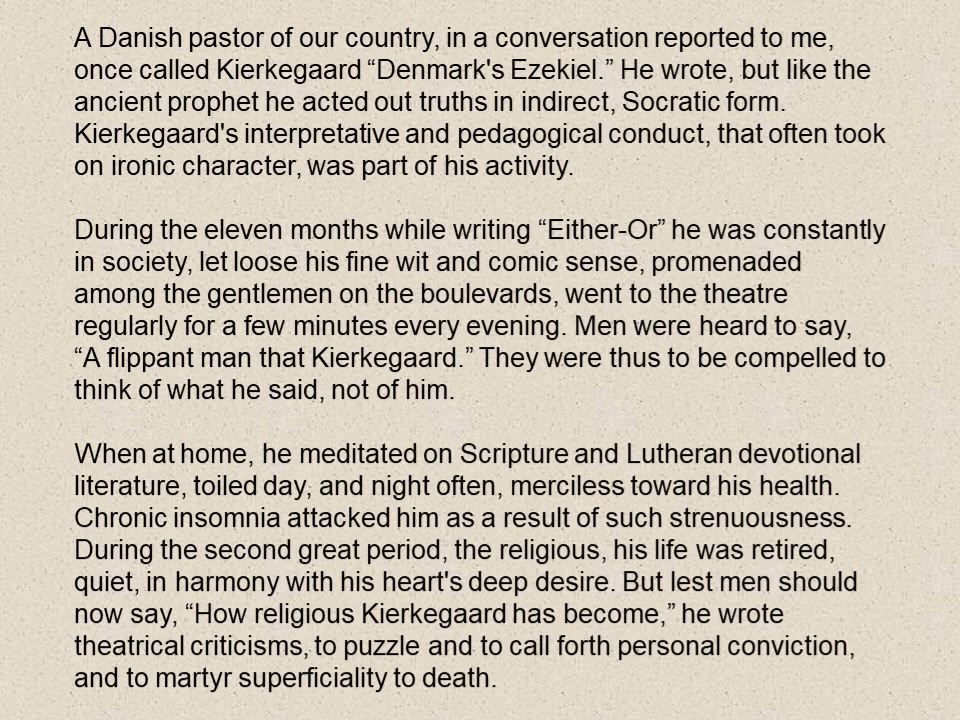 A Danish pastor of our country, in a conversation reported to me,
once called Kierkegaard “Denmark's Ezekiel.” He wrote, but like the
ancient prophet he acted out truths in indirect, Socratic form.
Kierkegaard's interpretative and pedagogical conduct, that often took
on ironic character, was part of his activity.
During the eleven months while writing “Either-Or” he was constantly
in society, let loose his fine wit and comic sense, promenaded
among the gentlemen on the boulevards, went to the theatre
regularly for a few minutes every evening. Men were heard to say,
“A flippant man that Kierkegaard.” They were thus to be compelled to
think of what he said, not of him.
When at home, he meditated on Scripture and Lutheran devotional
literature, toiled day, and night often, merciless toward his health.
Chronic insomnia attacked him as a result of such strenuousness.
During the second great period, the religious, his life was retired,
quiet, in harmony with his heart's deep desire. But lest men should
now say, “How religious Kierkegaard has become,” he wrote
theatrical criticisms, to puzzle and to call forth personal conviction,
and to martyr superficiality to death.